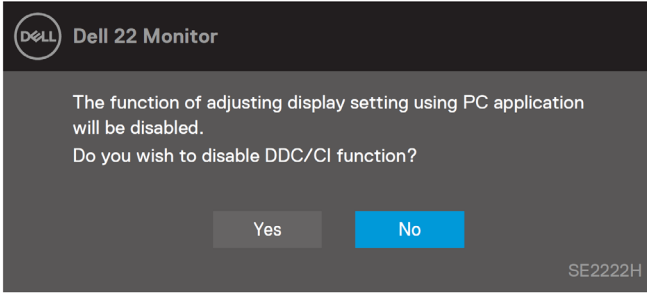 DELL
Dell 22 Monitor
The function of adjusting display setting using PC application
will be disabled.
Do you wish to disable DDC/CI function?
Yes
No
SE2222H